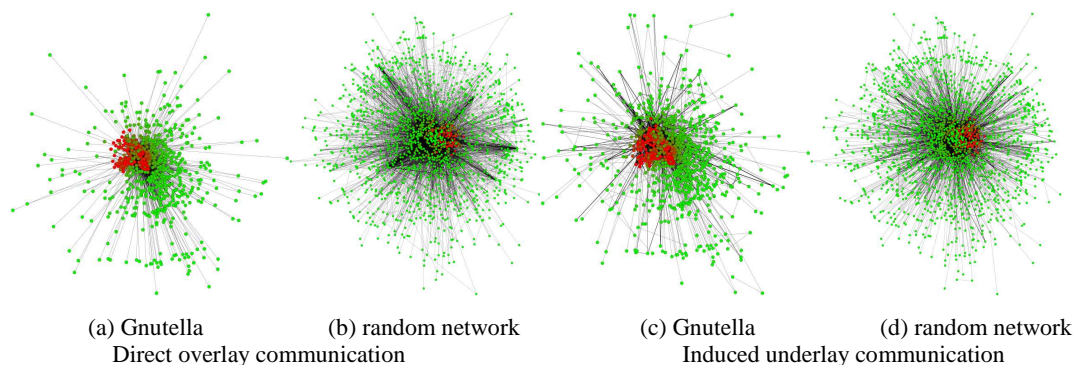 (a) Gnutella (b) random network (c) Gnutella (d) random network
Direct overlay communication Induced underlay communication